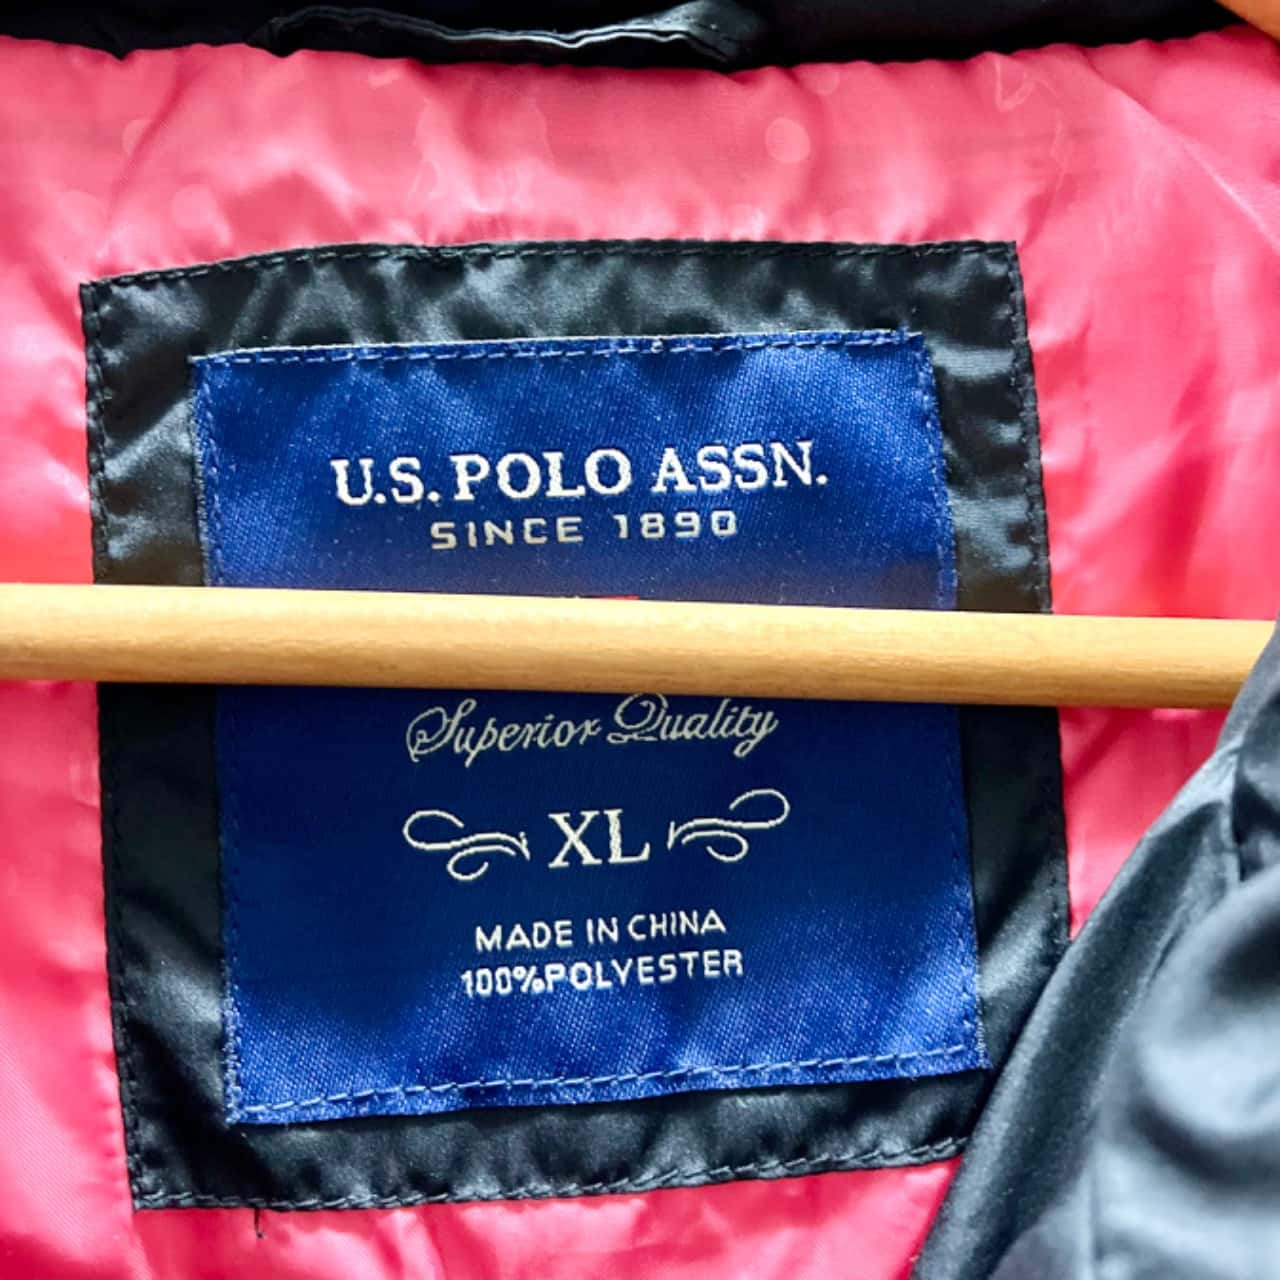 U.S. POLO ASSN.
SINCE 1890
Superior Quality
XL
MADE IN CHINA
100%POLYESTER